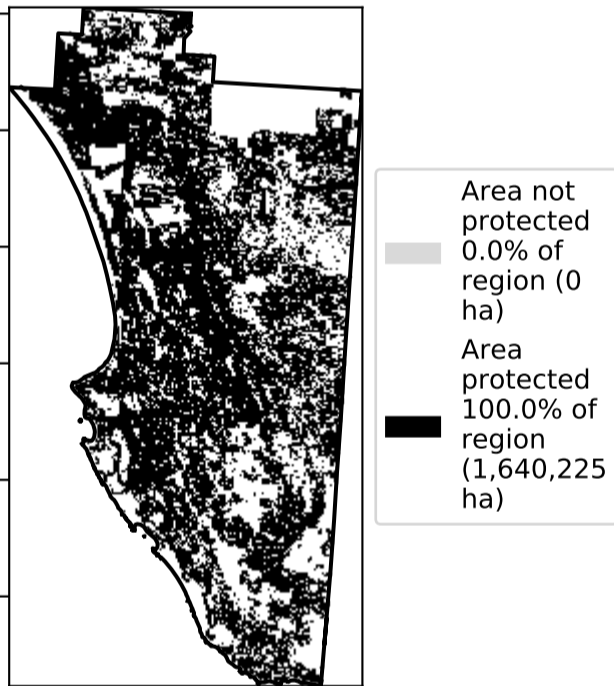 Area not
protected
0.0% of
region (0
ha)
Area
protected
100.0% of
region
(1,640,225
ha)